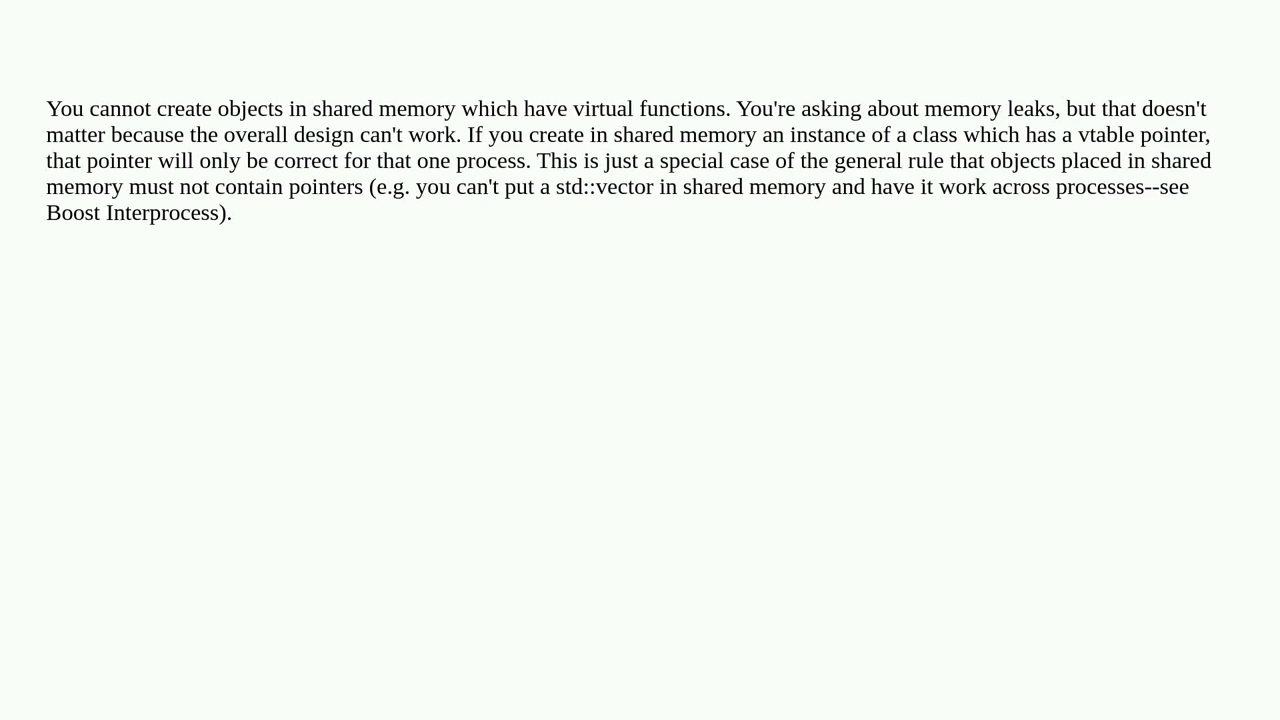 You cannot create objects in shared memory which have virtual functions. You're asking about memory leaks, but that doesn't
matter because the overall design can't work. If you create in shared memory an instance of a class which has a vtable pointer,
that pointer will only be correct for that one process. This is just a special case of the general rule that objects placed in shared
memory must not contain pointers (e.g. you can't put a std::vector in shared memory and have it work across processes--see
Boost Interprocess).